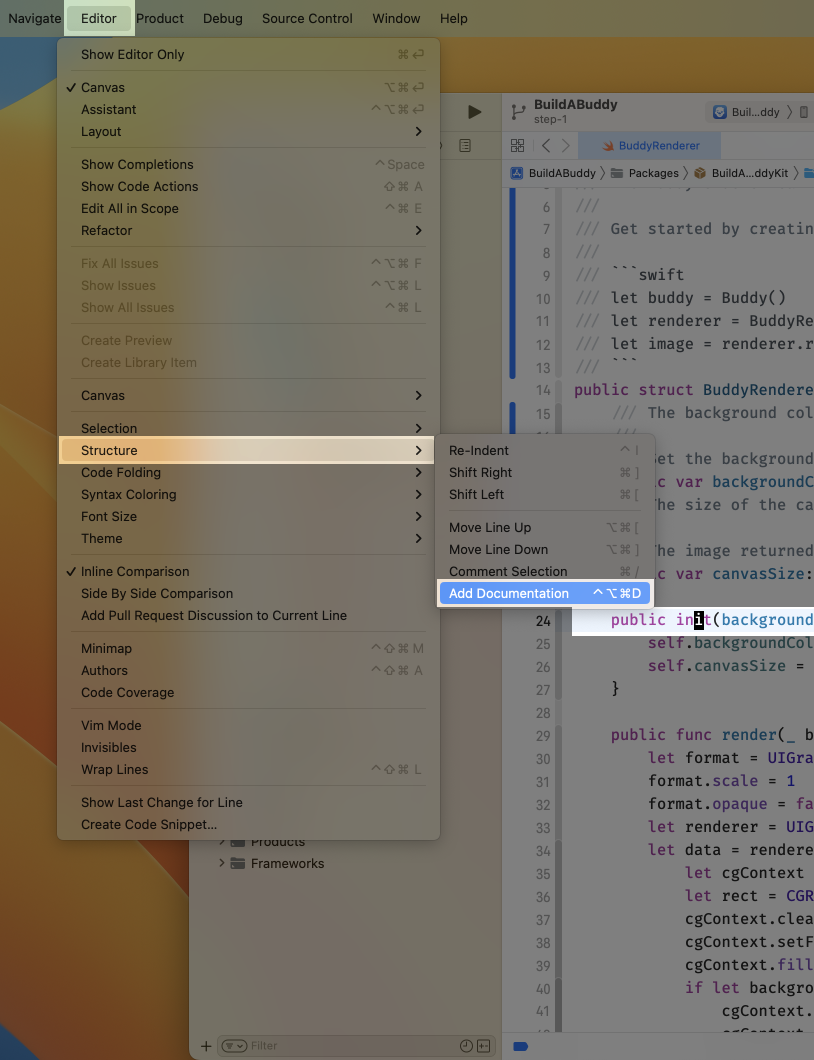 Navigate Editor Product Debug Source Control Window Help
Show Editor Only ⌘⏎
✓ Canvas ⌥⌘⏎
Assistant ^⌥⌘⏎
Layout >
Show Completions ^Space
Show Code Actions ⇧⌘ A
Edit All in Scope ^⌘ E
Refactor >
Fix All Issues ^⌥⌘ F
Show Issues ^⌥⌘ L
Show All Issues ^⌘ L
Create Preview
Create Library Item
Canvas >
Selection >
Structure >
Code Folding >
Syntax Coloring >
Font Size >
Theme >
✓ Inline Comparison
Side By Side Comparison
Add Pull Request Discussion to Current Line
Minimap ^⇧⌘ M
Authors ^⇧⌘ A
Code Coverage
Vim Mode
Invisibles
Wrap Lines ^⇧⌘ L
Show Last Change for Line
Create Code Snippet...
Re-Indent ^ I
Shift Right ⌘ ]
Shift Left ⌘ [
Move Line Up ⌥⌘ [
Move Line Down ⌥⌘ ]
Comment Selection ⌘ /
Add Documentation ^⌥⌘D
Products
Frameworks
Filter
BuildABuddy
step-1
Buil...ddy
BuddyRenderer
BuildABuddy > Packages > BuildA...ddyKit >
6 ///
7 /// Get started by creatin
8 ///
9 /// ```swift
10 /// let buddy = Buddy()
11 /// let renderer = BuddyRe
12 /// let image = renderer.r
13 /// ```
14 public struct BuddyRendere
15 /// The background col
et the background
c var backgroundC
he size of the ca
he image returned
c var canvasSize:
24 public init(background
25 self.backgroundCol
26 self.canvasSize =
27 }
28
29 public func render(_ b
30 let format = UIGra
31 format.scale = 1
32 format.opaque = fa
33 let renderer = UIG
34 let data = rendere
35 let cgContext
36 let rect = CGR
37 cgContext.clea
38 cgContext.setF
39 cgContext.fill
40 if let backgro
41 cgContext.